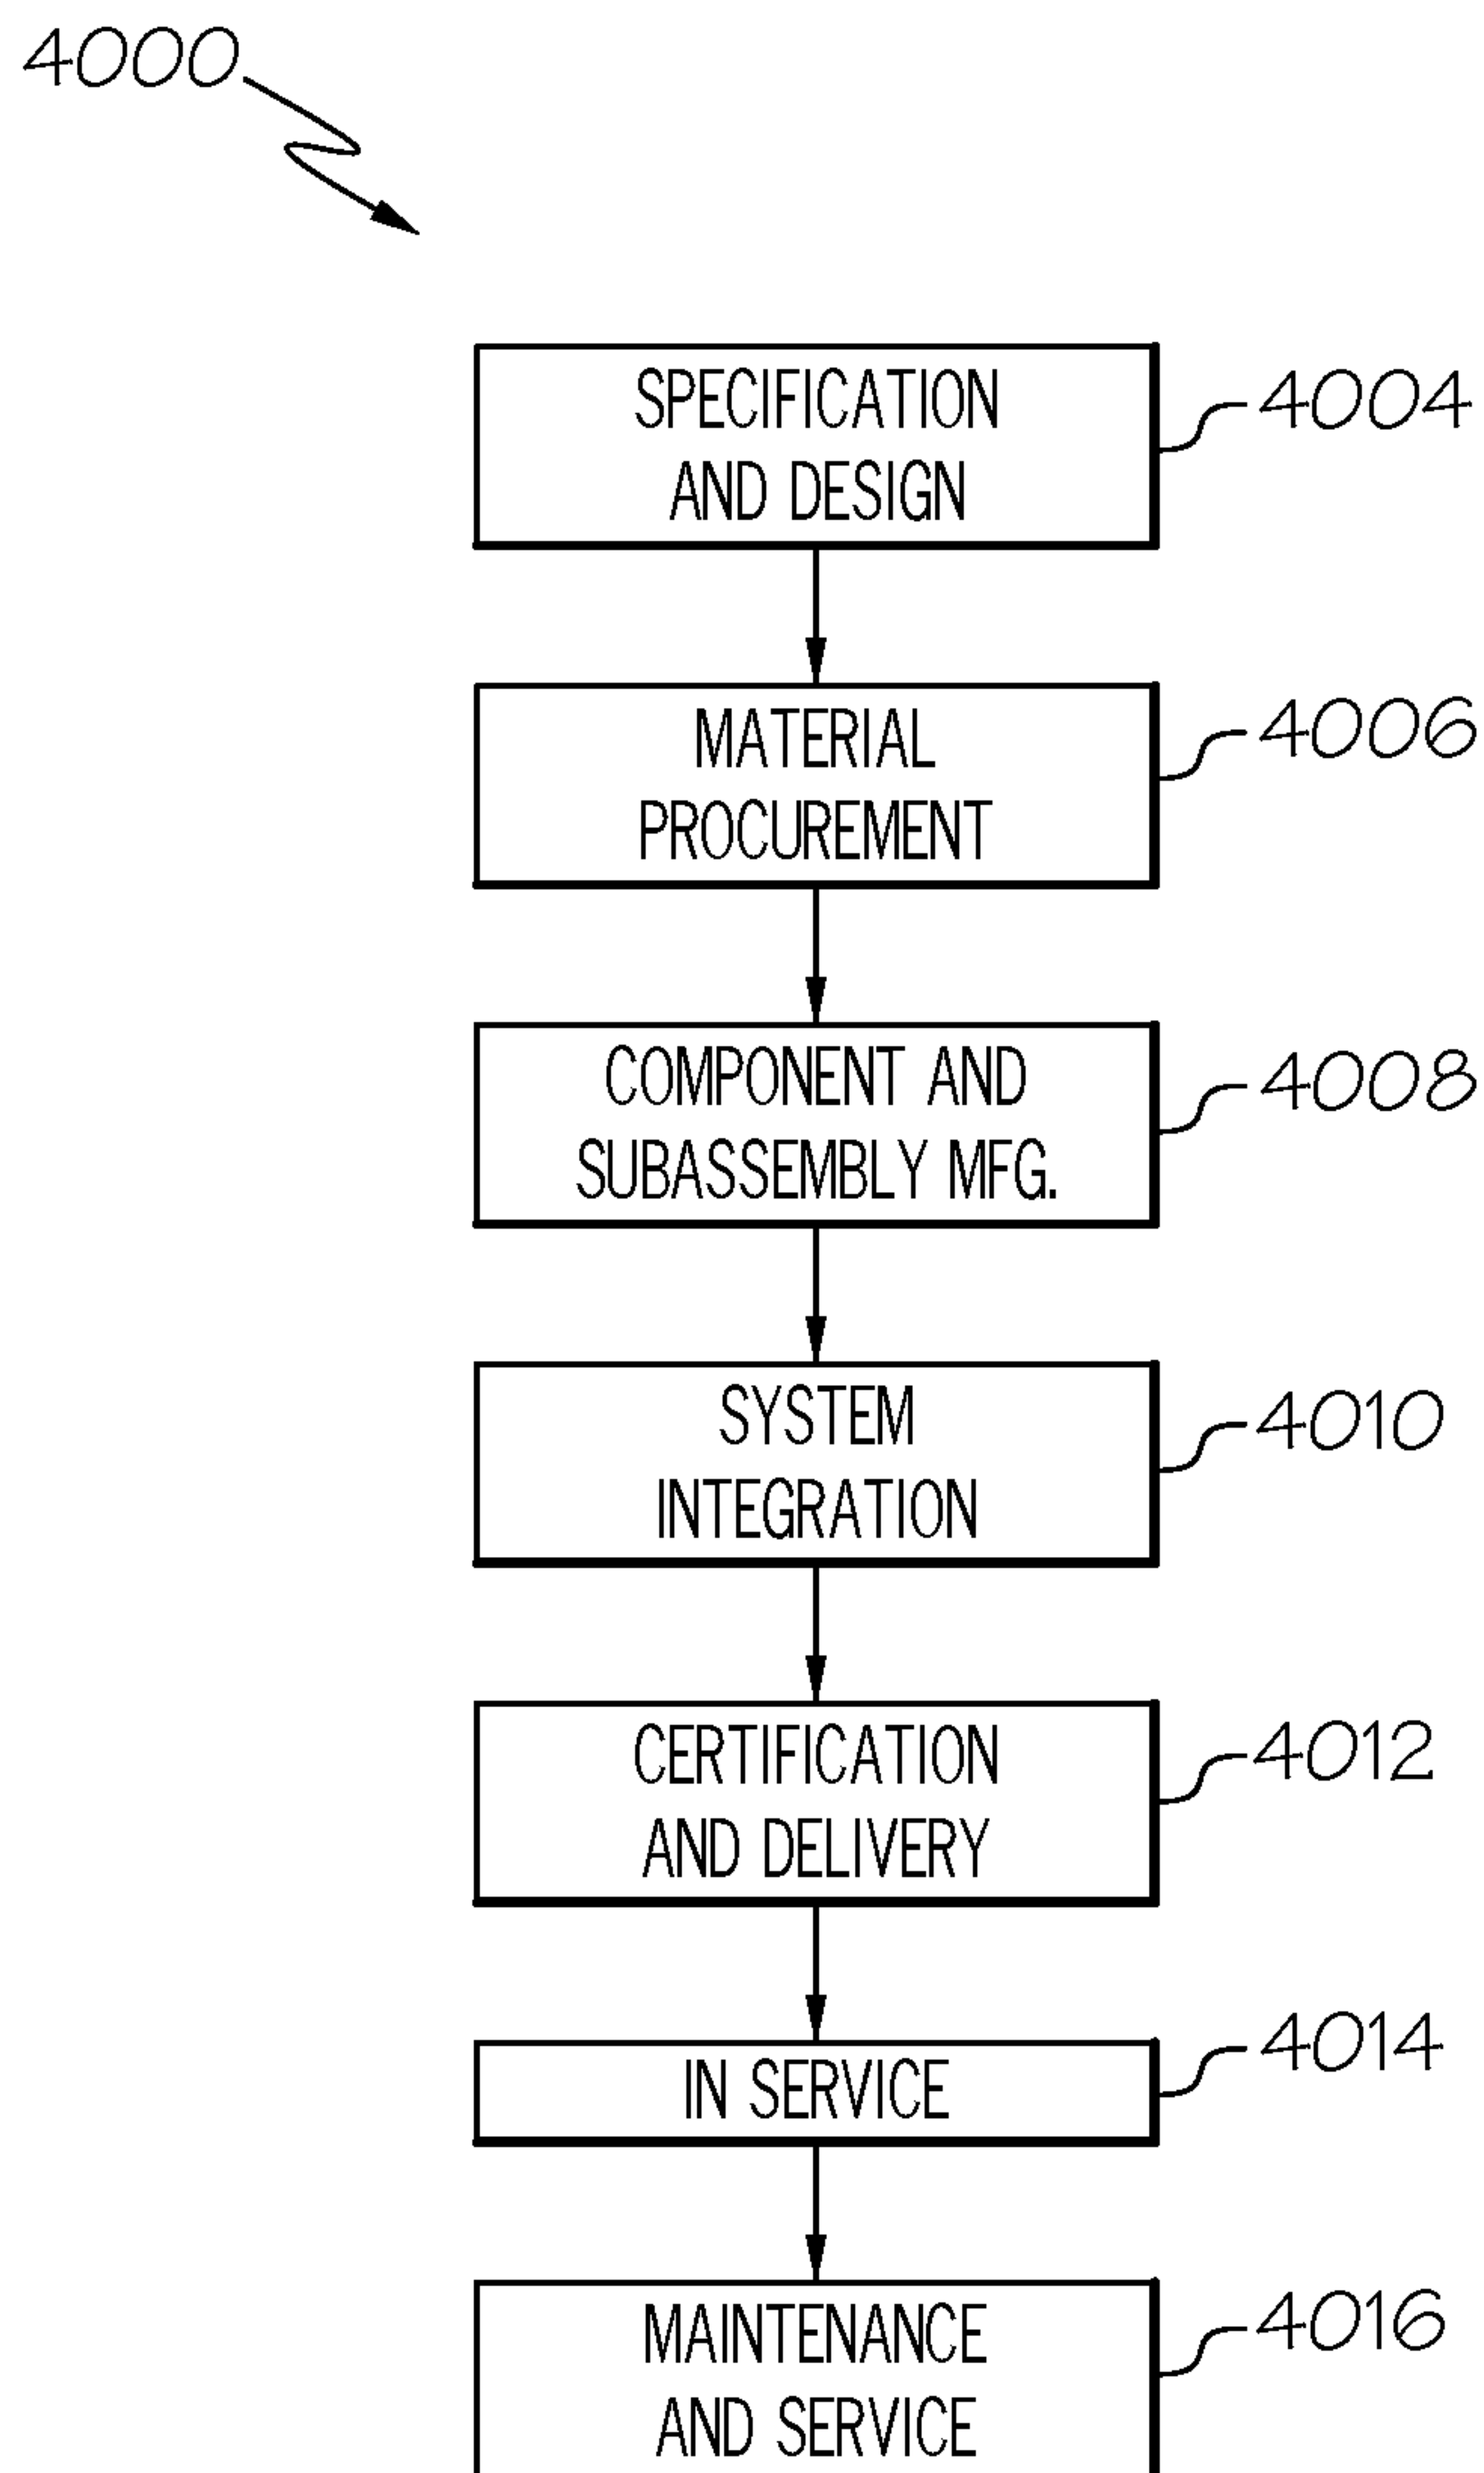 4000
SPECIFICATION
AND DESIGN
4004
MATERIAL
PROCUREMENT
4006
COMPONENT AND
SUBASSEMBLY MFG.
4008
SYSTEM
INTEGRATION
4010
CERTIFICATION
AND DELIVERY
4012
IN SERVICE
4014
MAINTENANCE
AND SERVICE
4016